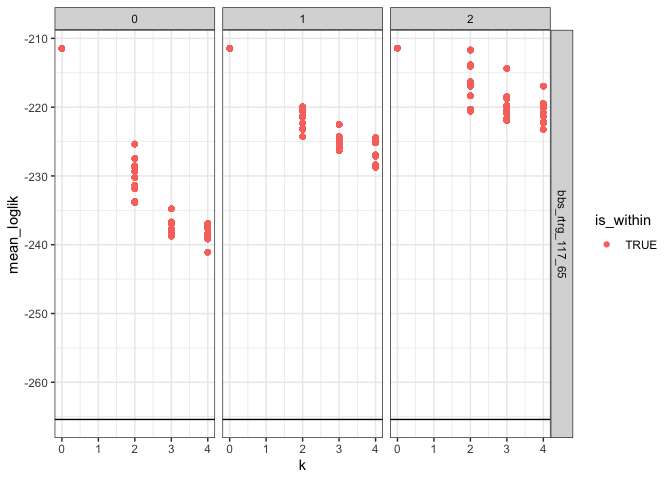 0
1
2
-210
-220
-230
-240
-250
-260
mean_loglik
0 1 2 3 4
0 1 2 3 4
0 1 2 3 4
k
bbs_rtrg_117_65
is_within
TRUE